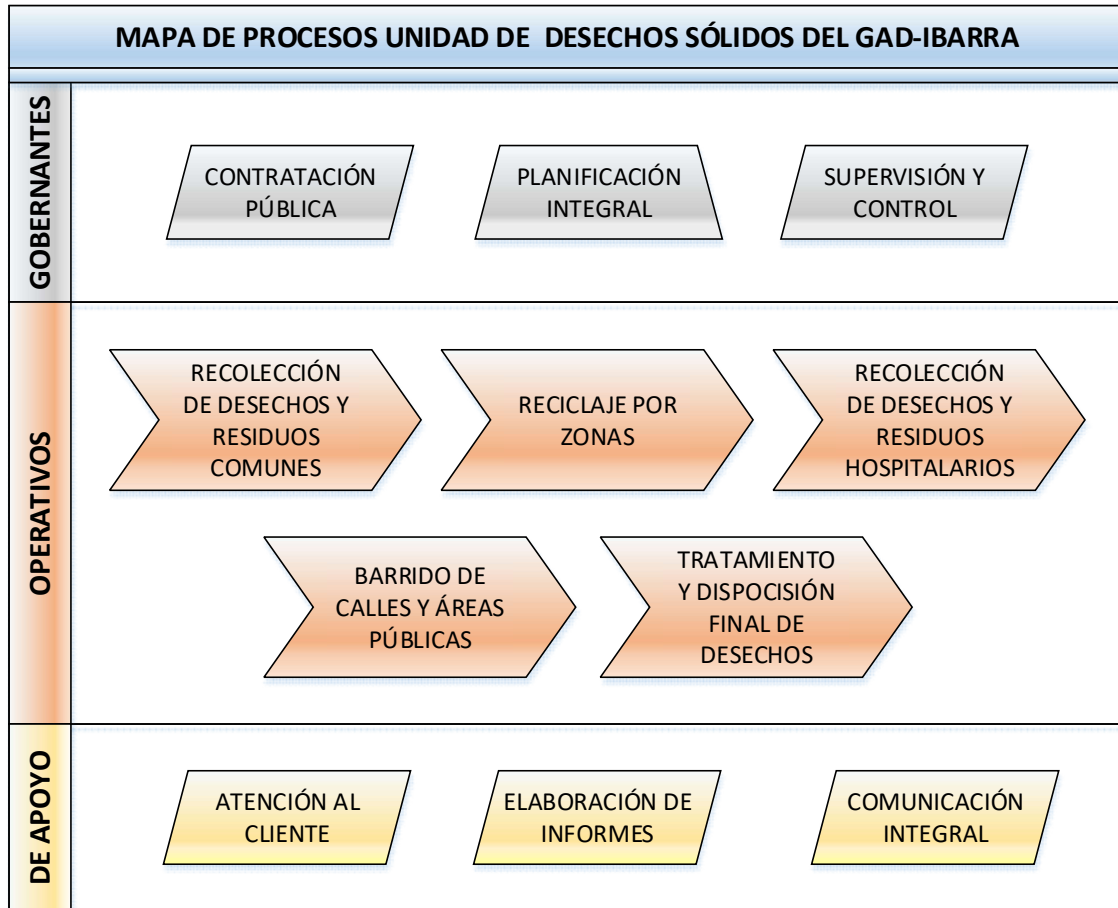 MAPA DE PROCESOS UNIDAD DE DESECHOS SÓLIDOS DEL GAD-IBARRA
GOBERNANTES
CONTRATACIÓN
PÚBLICA
PLANIFICACIÓN
INTEGRAL
SUPERVISIÓN Y
CONTROL
OPERATIVOS
RECOLECCIÓN
DE DESECHOS Y
RESIDUOS
COMUNES
RECICLAJE POR
ZONAS
RECOLECCIÓN
DE DESECHOS Y
RESIDUOS
HOSPITALARIOS
BARRIDO DE
CALLES Y ÁREAS
PÚBLICAS
TRATAMIENTO
Y DISPOCISIÓN
FINAL DE
DESECHOS
DE APOYO
ATENCIÓN AL
CLIENTE
ELABORACIÓN DE
INFORMES
COMUNICACIÓN
INTEGRAL